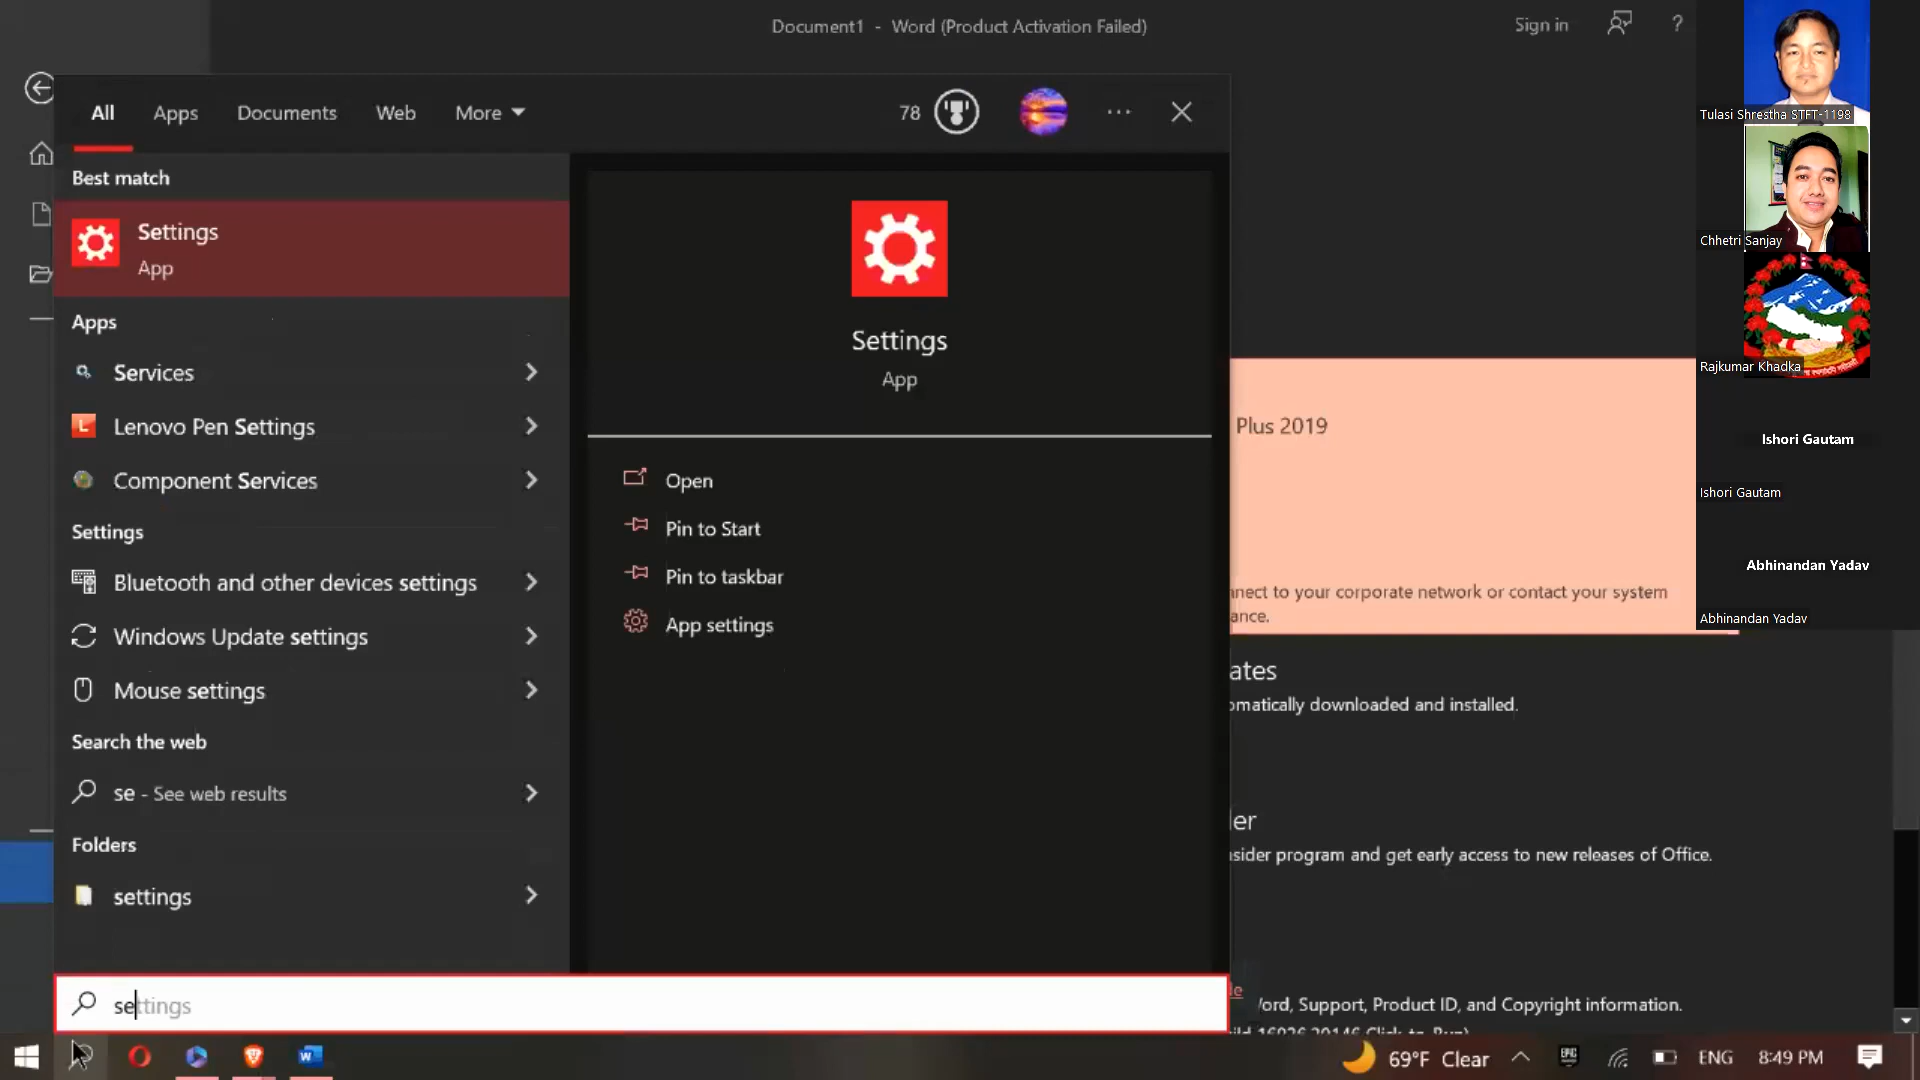 Document1 - Word (Product Activation Failed)
Sign in
?
All
Apps
Documents
Web
More
78
Best match
Settings
App
Apps
Services
Lenovo Pen Settings
Component Services
Settings
Bluetooth and other devices settings
Windows Update settings
Mouse settings
Search the web
se - See web results
Folders
settings
settings
Settings
App
Open
Pin to Start
Pin to taskbar
App settings
Plus 2019
nnect to your corporate network or contact your system
ance.
ates
omatically downloaded and installed.
er
sider program and get early access to new releases of Office.
Word, Support, Product ID, and Copyright information.
Tulasi Shrestha STFT-1198
Chhetri Sanjay
Rajkumar Khadka
Ishori Gautam
Ishori Gautam
Abhinandan Yadav
Abhinandan Yadav
69°F Clear
EPIC
ENG
8:49 PM